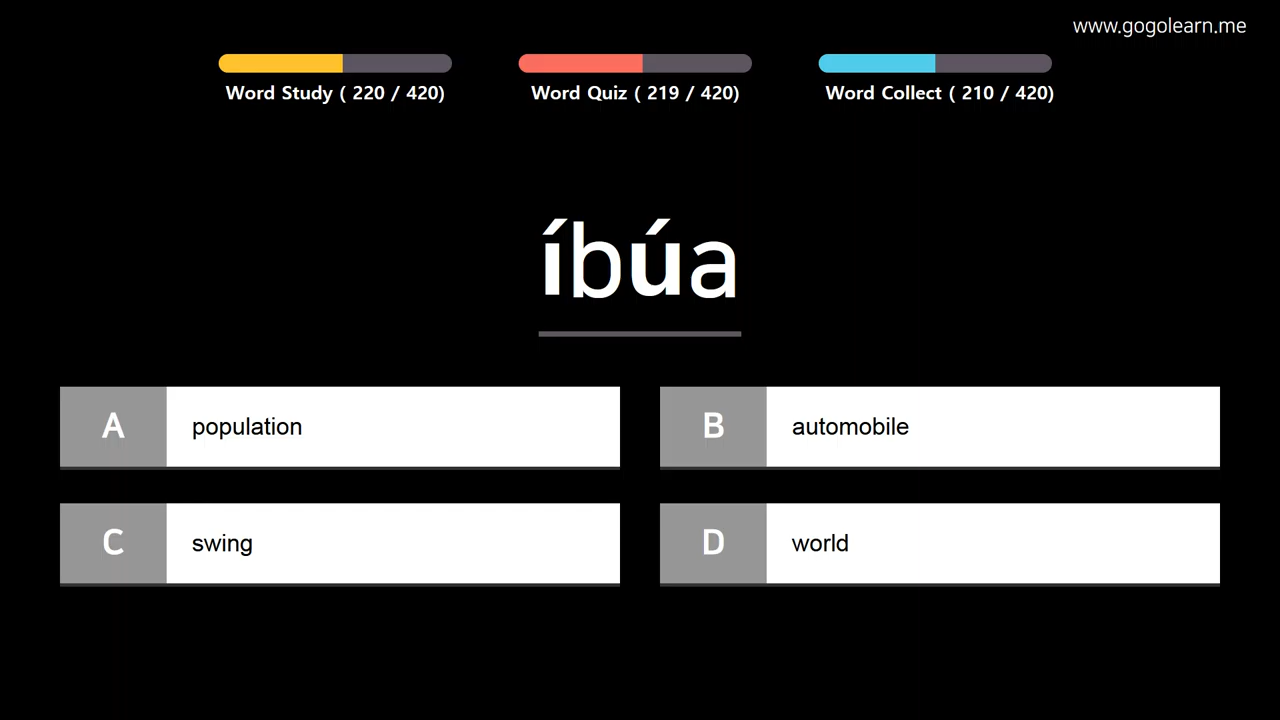 www.gogolearn.me
Word Study ( 220 / 420)
Word Quiz ( 219 / 420)
Word Collect ( 210 / 420)
íbúa
A population
B automobile
C swing
D world